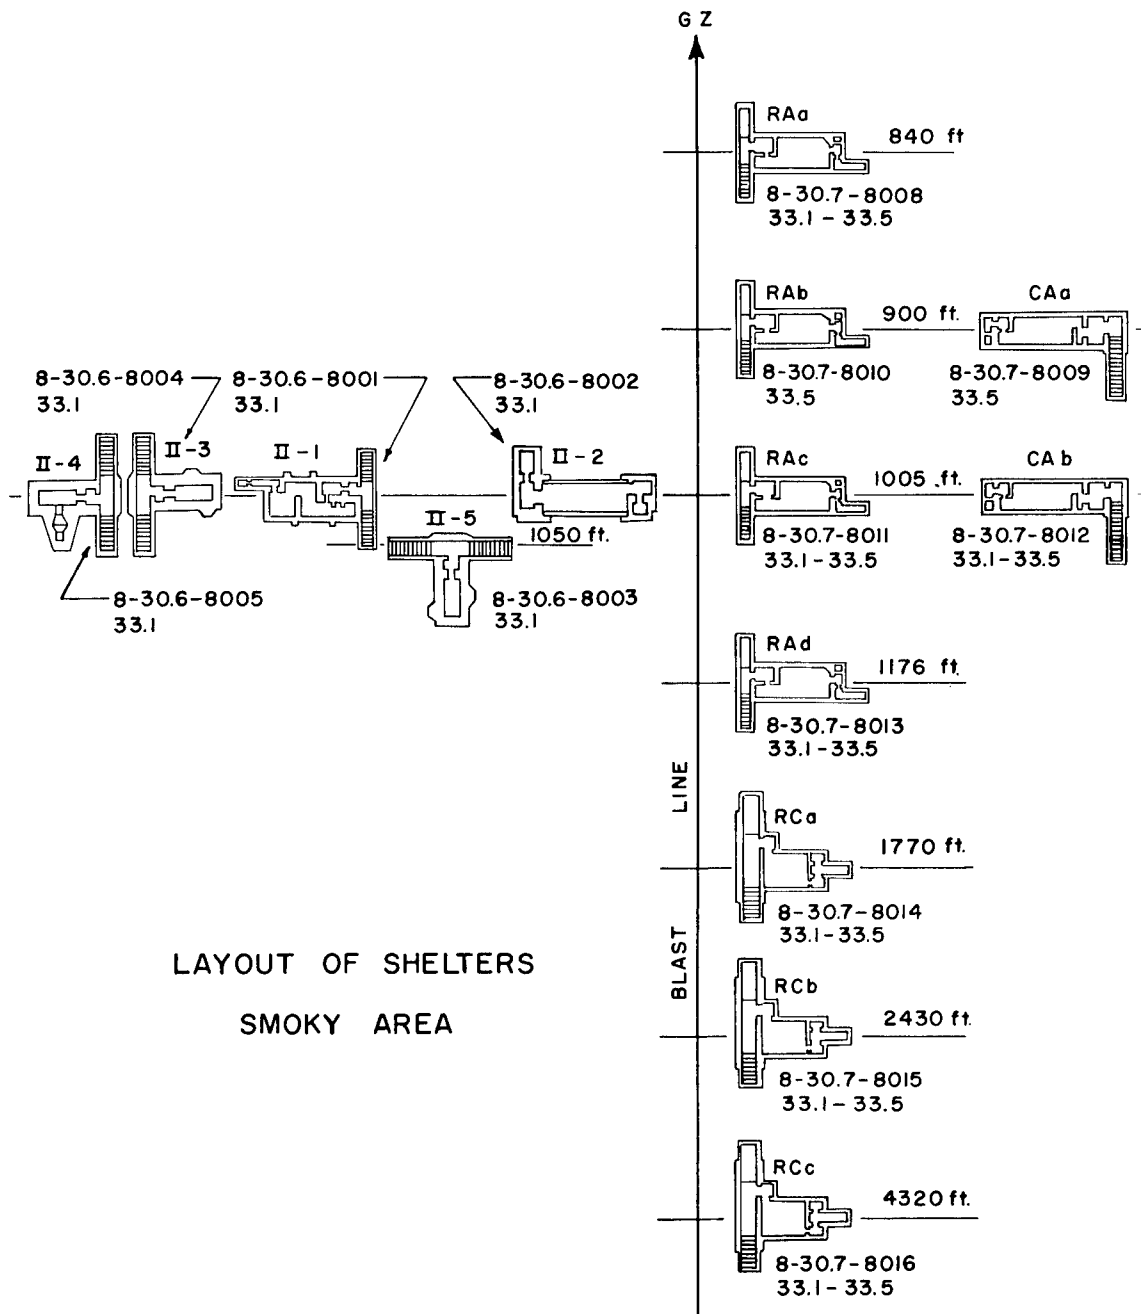 GZ
RAa
840 ft
8-30.7-8008
33.1-33.5
RAb
900 ft.
CAa
8-30.7-8010
33.5
8-30.7-8009
33.5
8-30.6-8004
33.1
8-30.6-8001
33.1
8-30.6-8002
33.1
II-4
II-3
II-1
II-2
RAc
1005 ft.
CAb
II-5
1050 ft.
8-30.7-8011
33.1-33.5
8-30.7-8012
33.1-33.5
8-30.6-8005
33.1
8-30.6-8003
33.1
RAd
1176 ft.
8-30.7-8013
33.1-33.5
BLAST LINE
RCa
1770 ft.
8-30.7-8014
33.1-33.5
LAYOUT OF SHELTERS
SMOKY AREA
RCb
2430 ft.
8-30.7-8015
33.1-33.5
RCc
4320 ft.
8-30.7-8016
33.1-33.5